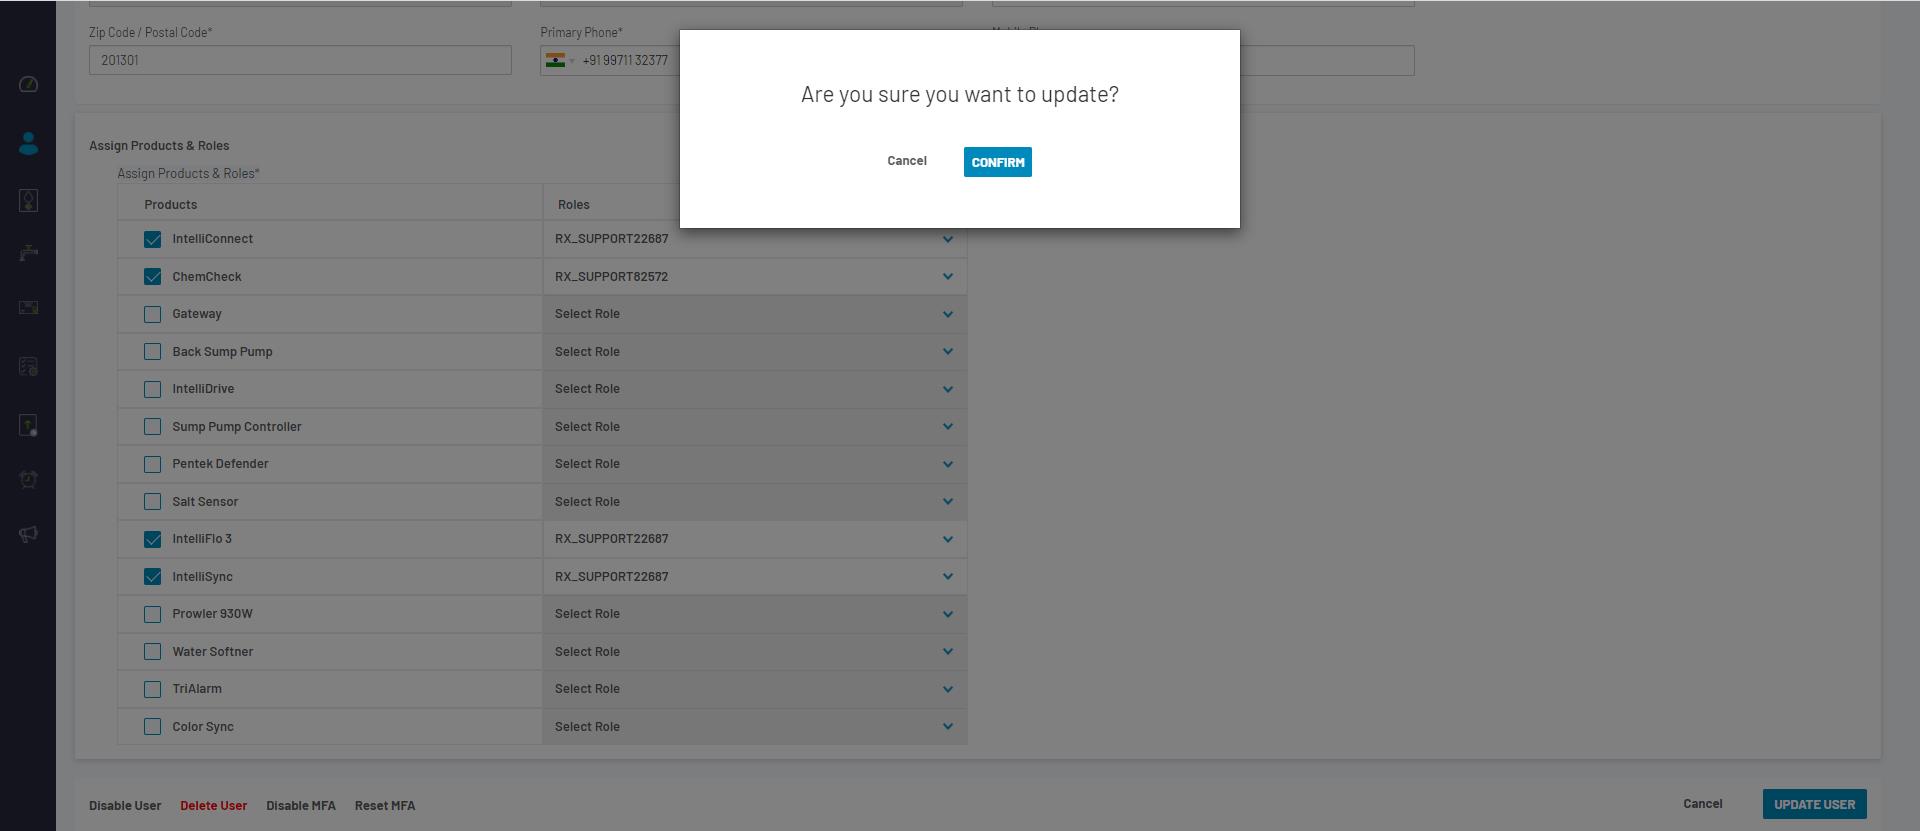 Zip Code / Postal Code*
Primary Phone*
201301
+91 99711 32377
Are you sure you want to update?
Cancel
CONFIRM
Assign Products & Roles
Assign Products & Roles*
Products
Roles
IntelliConnect
RX_SUPPORT22687
ChemCheck
RX_SUPPORT82572
Gateway
Select Role
Back Sump Pump
Select Role
IntelliDrive
Select Role
Sump Pump Controller
Select Role
Pentek Defender
Select Role
Salt Sensor
Select Role
IntelliFlo 3
RX_SUPPORT22687
IntelliSync
RX_SUPPORT22687
Prowler 930W
Select Role
Water Softner
Select Role
TriAlarm
Select Role
Color Sync
Select Role
Disable User
Delete User
Disable MFA
Reset MFA
Cancel
UPDATE USER